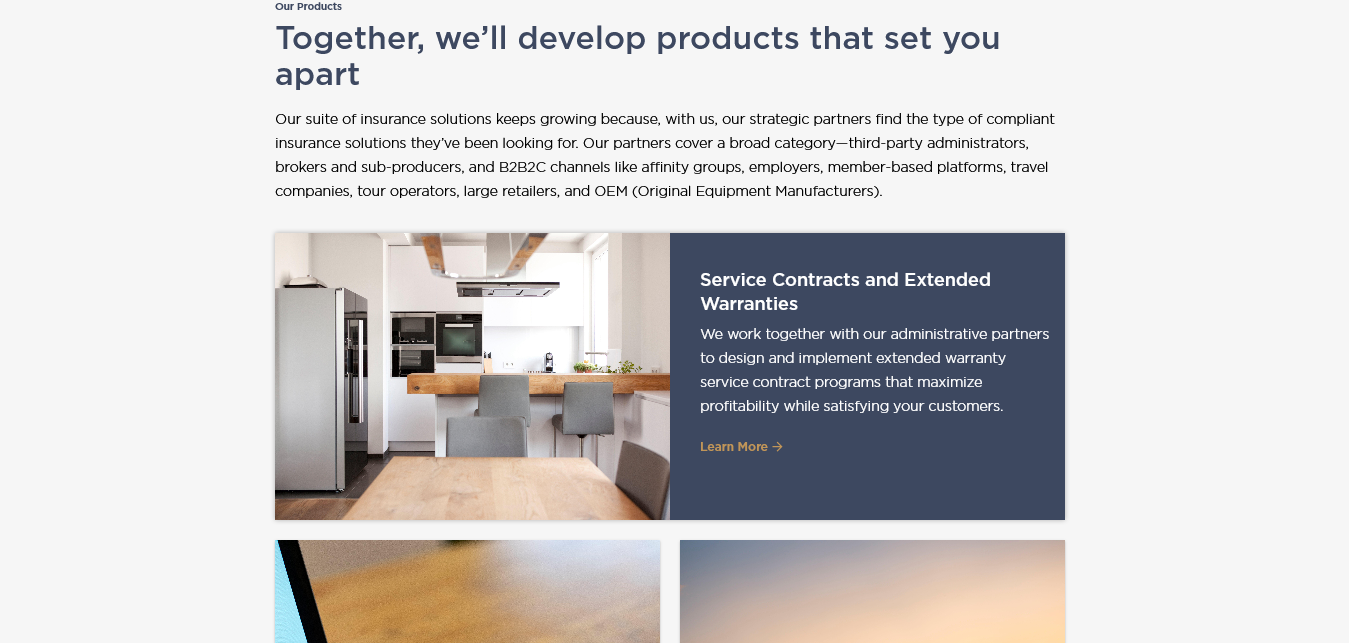 Our Products
Together, we’ll develop products that set you
apart
Our suite of insurance solutions keeps growing because, with us, our strategic partners find the type of compliant
insurance solutions they’ve been looking for. Our partners cover a broad category—third-party administrators,
brokers and sub-producers, and B2B2C channels like affinity groups, employers, member-based platforms, travel
companies, tour operators, large retailers, and OEM (Original Equipment Manufacturers).
Service Contracts and Extended
Warranties
We work together with our administrative partners
to design and implement extended warranty
service contract programs that maximize
profitability while satisfying your customers.
Learn More →